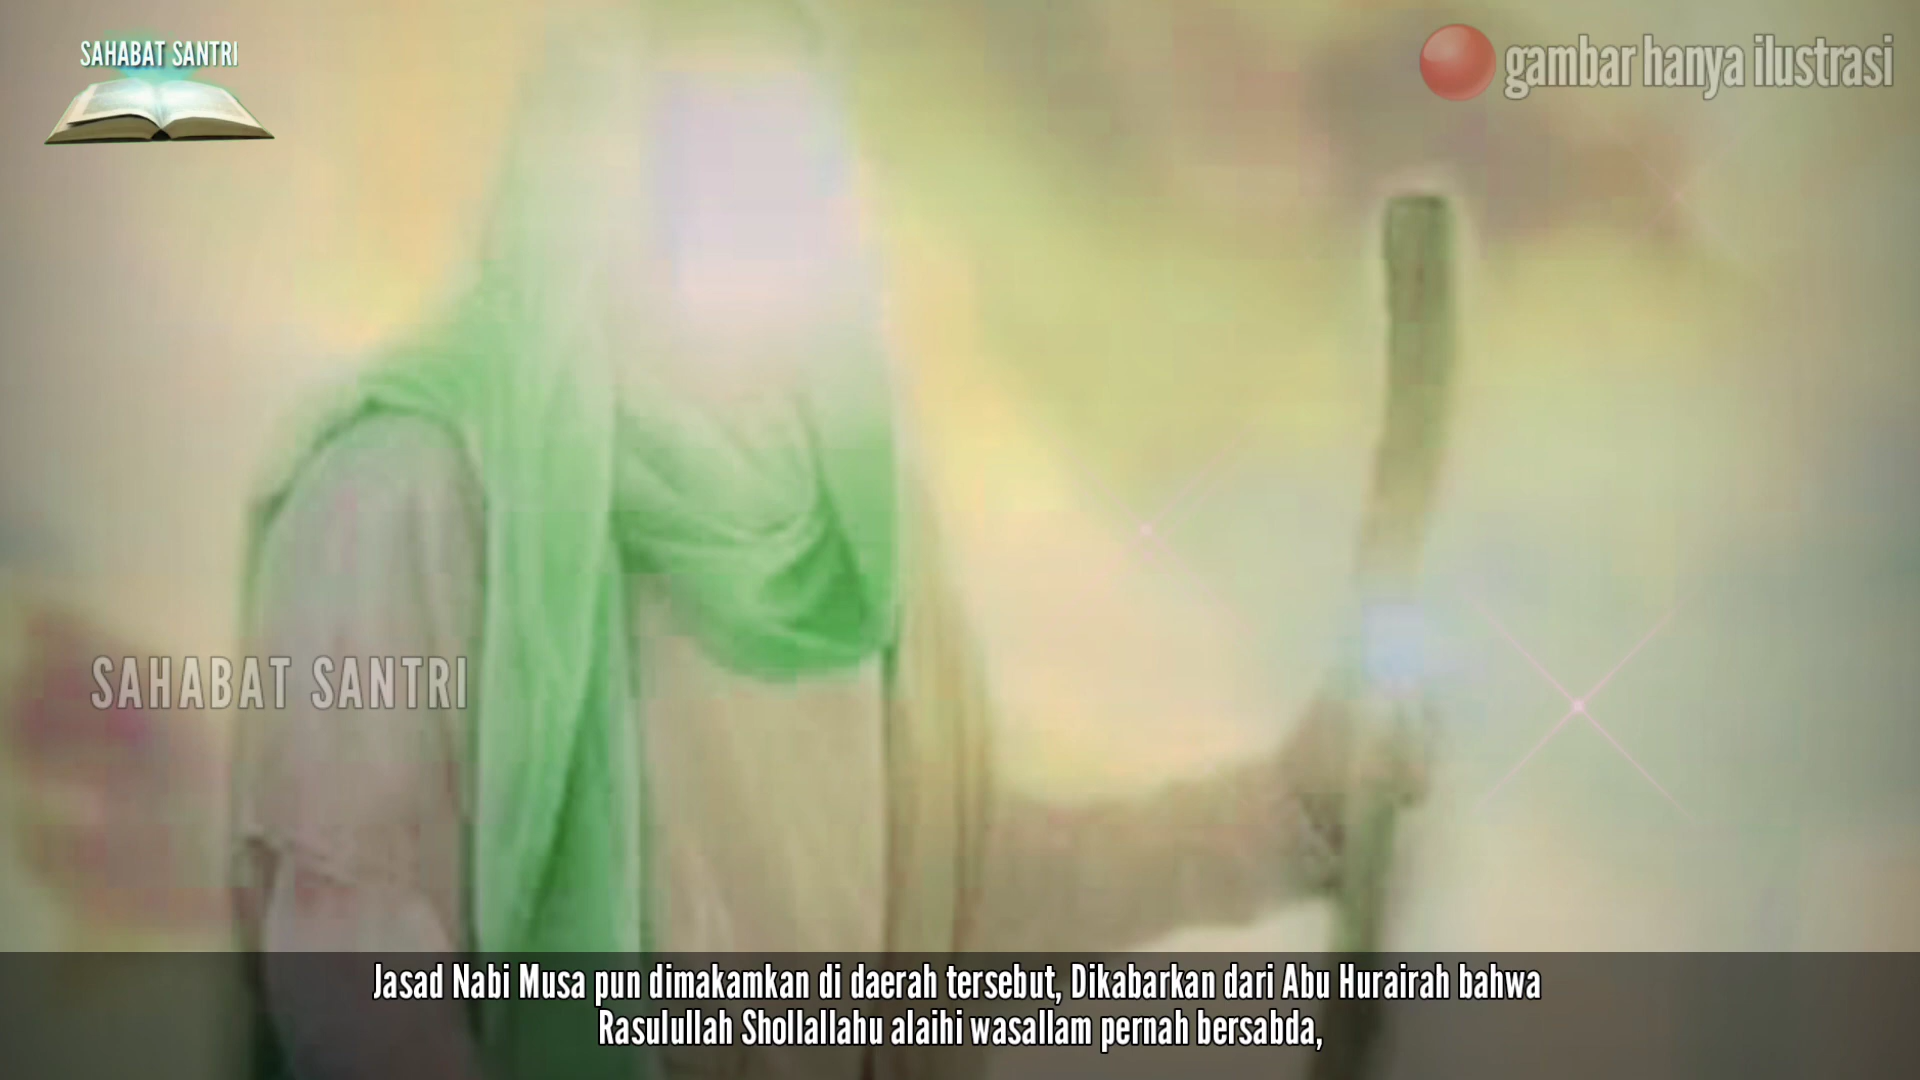 SAHABAT SANTRI
gambar hanya ilustrasi
SAHABAT SANTRI
Jasad Nabi Musa pun dimakamkan di daerah tersebut, Dikabarkan dari Abu Hurairah bahwa
Rasulullah Shollallahu alaihi wasallam pernah bersabda,